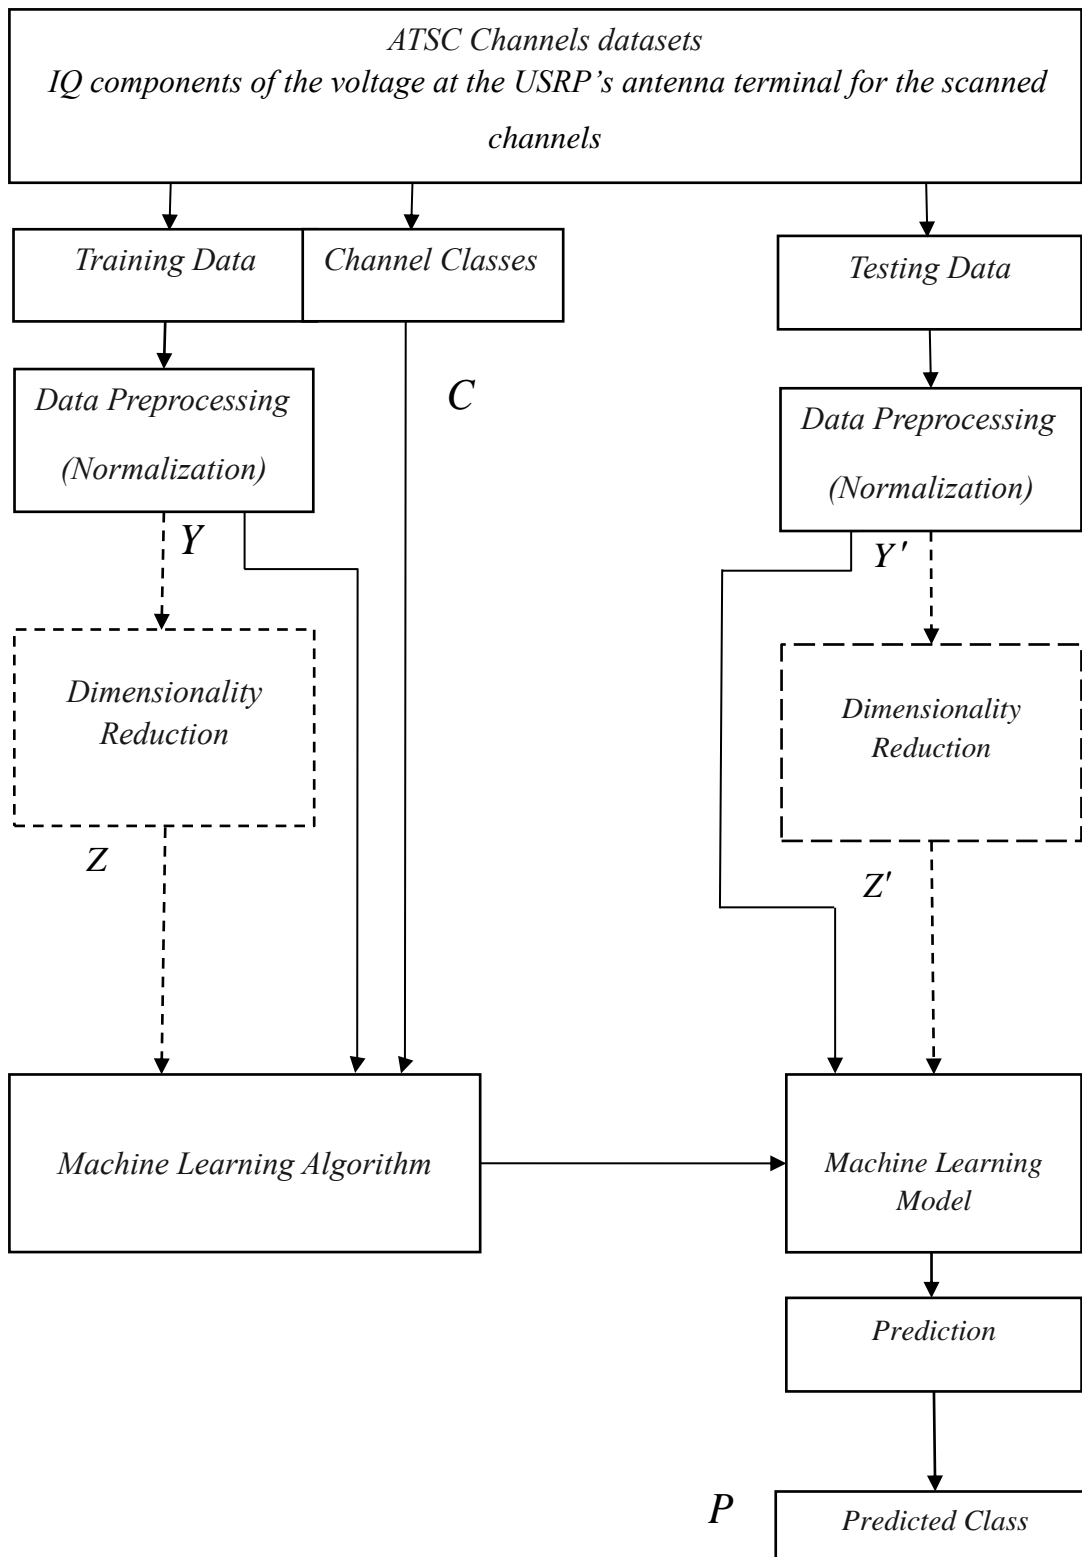 ATSC Channels datasets
IQ components of the voltage at the USRP’s antenna terminal for the scanned
channels
Training Data
Channel Classes
Testing Data
Data Preprocessing
(Normalization)
C
Data Preprocessing
(Normalization)
Y
Y'
Dimensionality
Reduction
Dimensionality
Reduction
Z
Z'
Machine Learning Algorithm
Machine Learning
Model
Prediction
P
Predicted Class